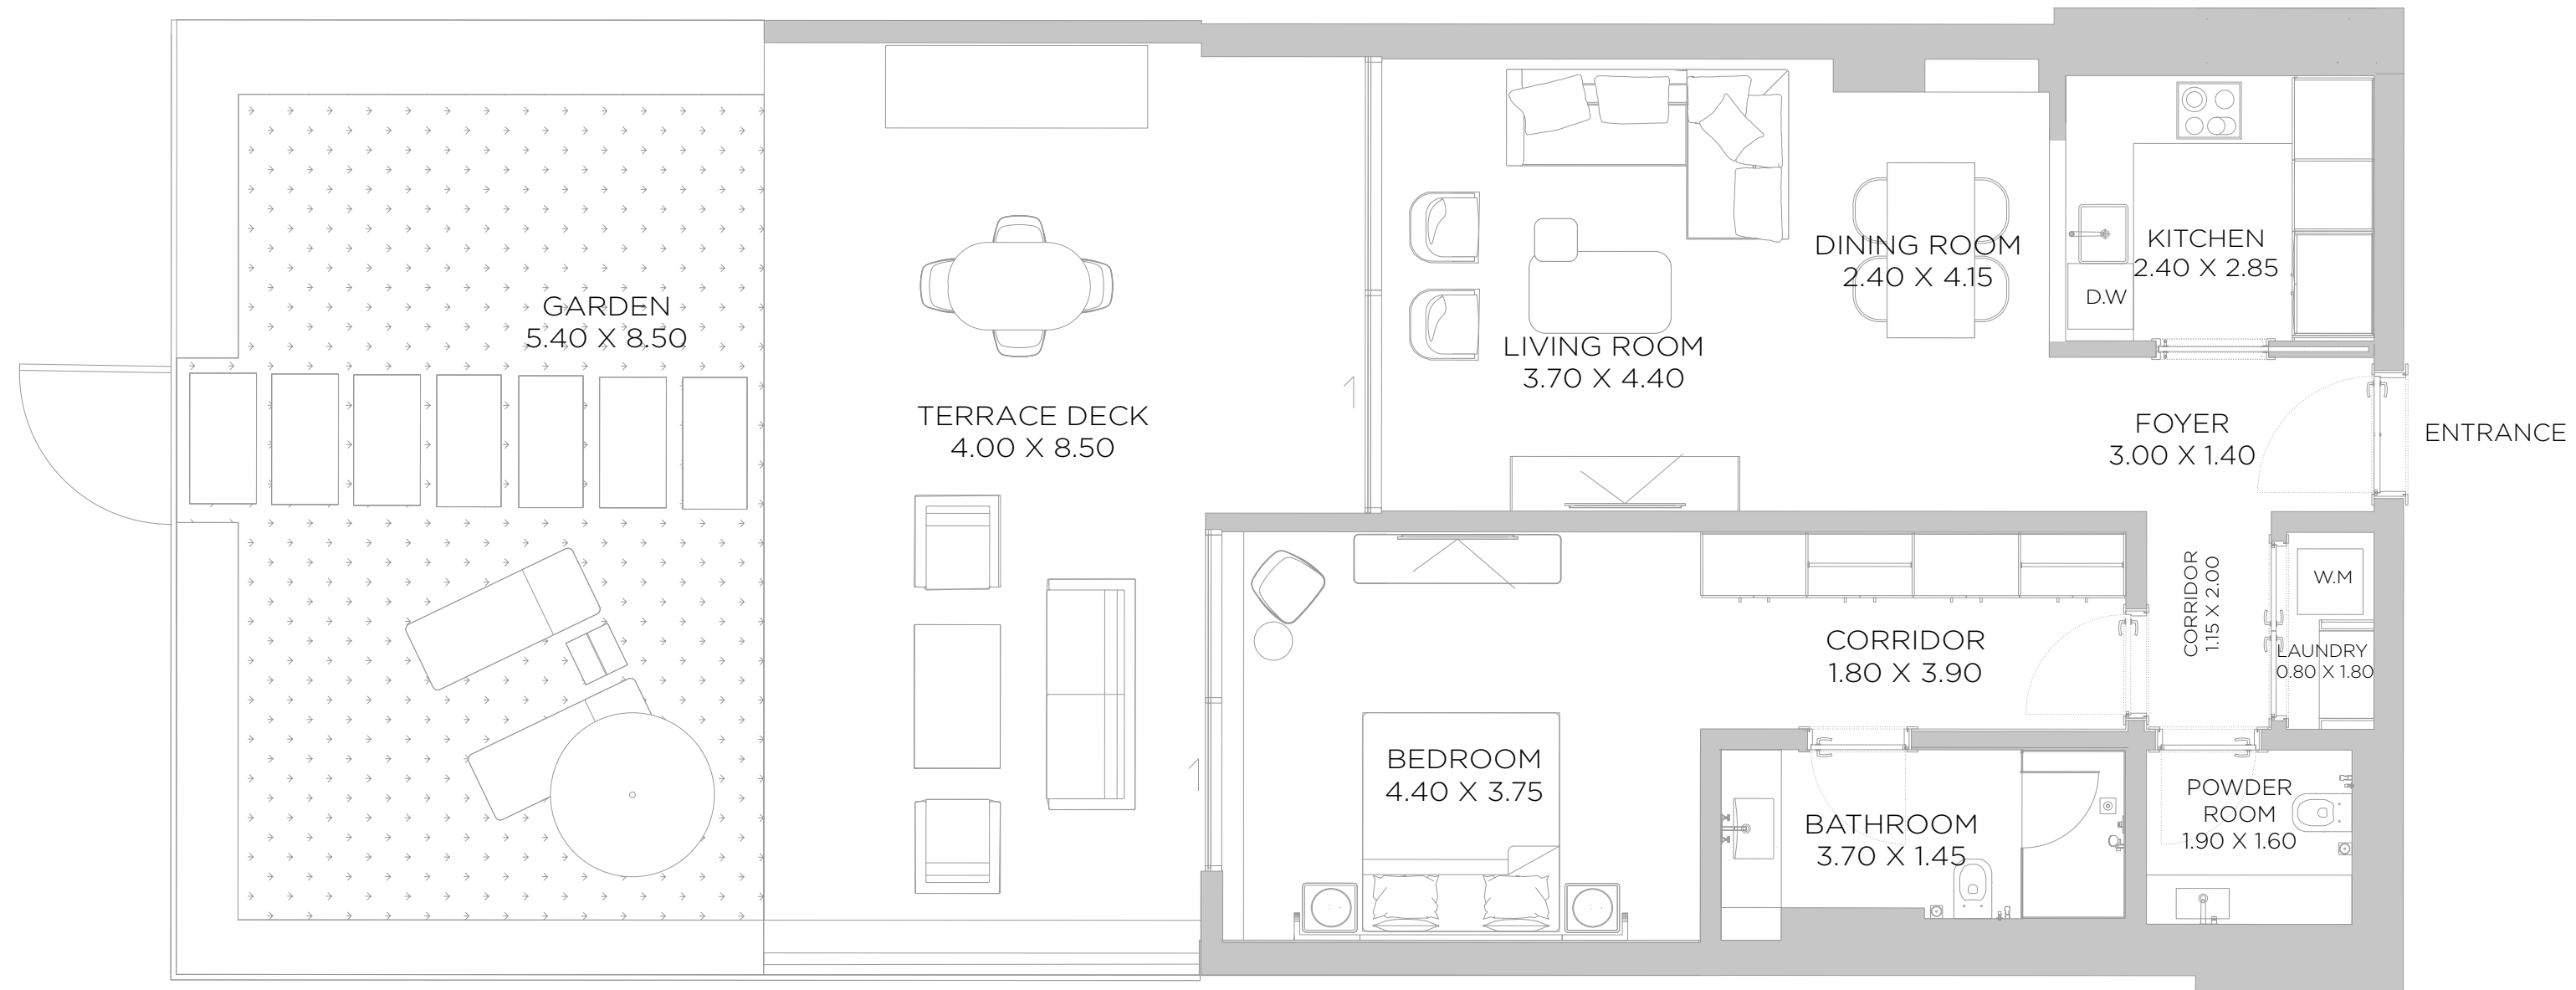 GARDEN
5.40 X 8.50
TERRACE DECK
4.00 X 8.50
LIVING ROOM
3.70 X 4.40
DINING ROOM
2.40 X 4.15
KITCHEN
2.40 X 2.85
D.W
FOYER
3.00 X 1.40
ENTRANCE
CORRIDOR
1.15 X 2.00
W.M
LAUNDRY
0.80 X 1.80
CORRIDOR
1.80 X 3.90
BEDROOM
4.40 X 3.75
BATHROOM
3.70 X 1.45
POWDER
ROOM
1.90 X 1.60